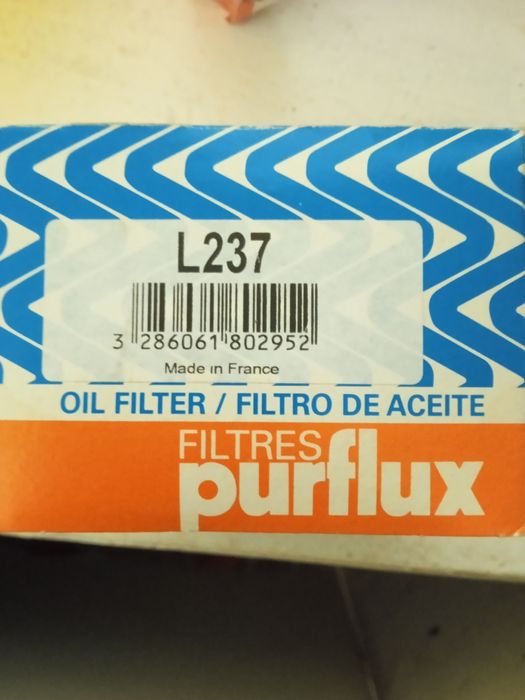 L237
3 286061 802952
Made in France
OIL FILTER / FILTRO DE ACEITE
FILTRES
purflux